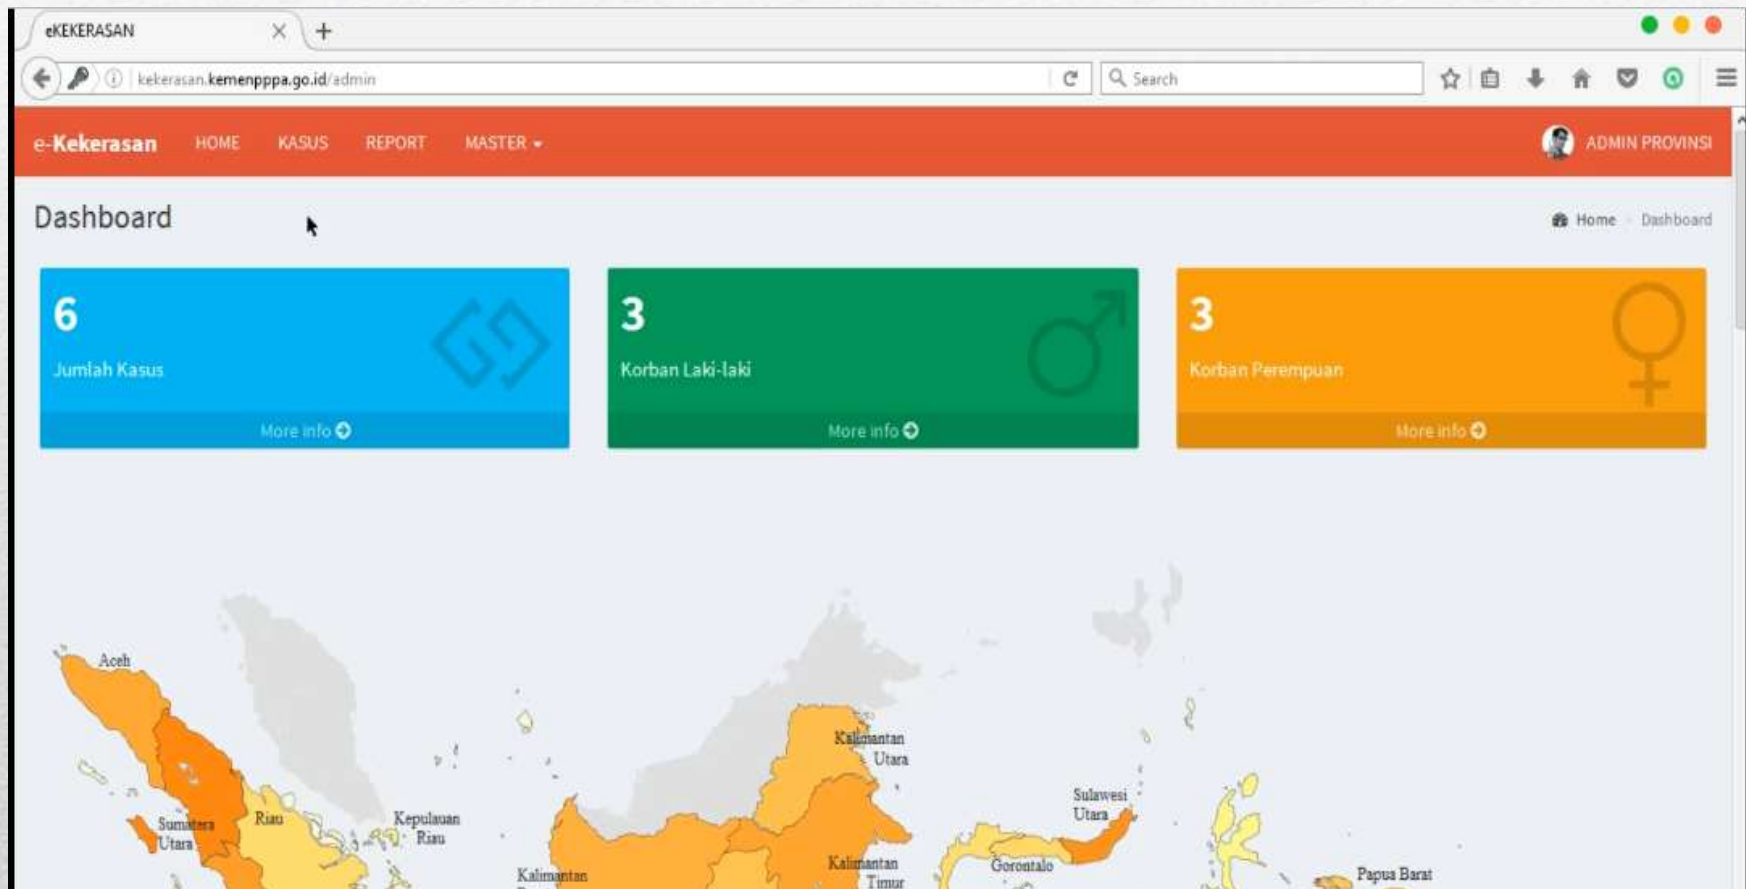 eKEKERASAN
kekerasan.kemenpppa.go.id/admin
Search
e-Kekerasan HOME KASUS REPORT MASTER
ADMIN PROVINSI
Dashboard
Home Dashboard
6
Jumlah Kasus
More info
3
Korban Laki-laki
More info
3
Korban Perempuan
More info
Aceh
Kalimantan
Utara
Sulawesi
Utara
Sumatera
Utara
Riau
Kepulauan
Riau
Kalimantan
Kalimantan
Timur
Gorontalo
Papua Barat